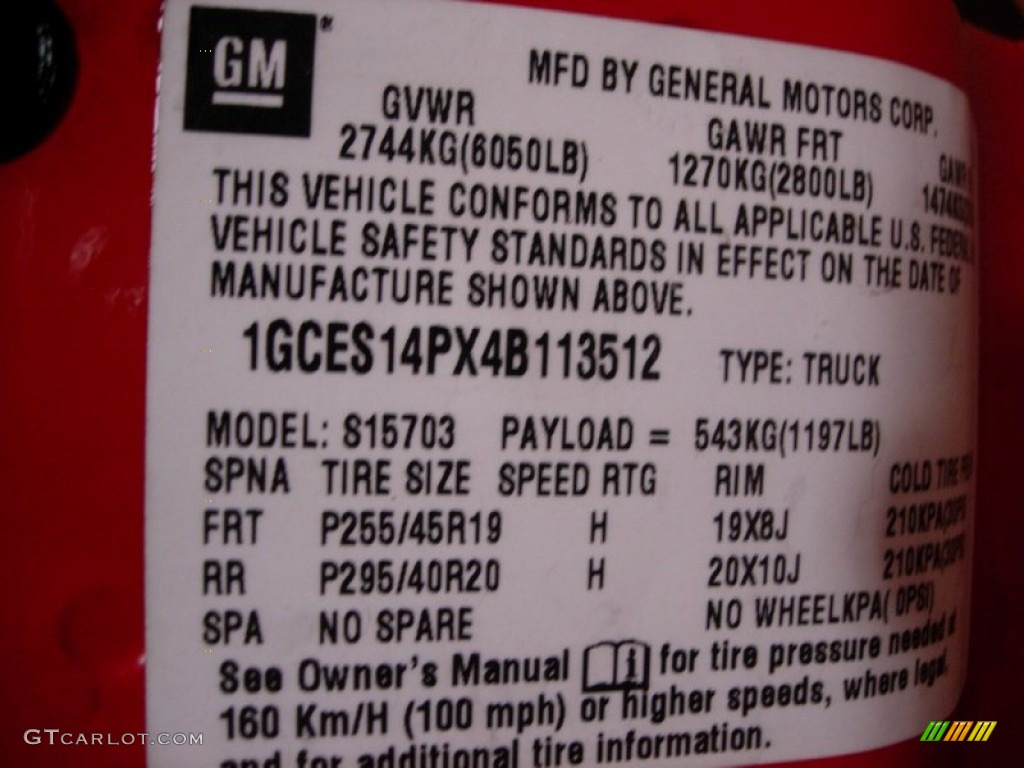 GM®
MFD BY GENERAL MOTORS CORP.
GVWR GAWR FRT
2744KG(6050LB) 1270KG(2800LB)
THIS VEHICLE CONFORMS TO ALL APPLICABLE U.S.
VEHICLE SAFETY STANDARDS IN EFFECT ON THE DATE OF
MANUFACTURE SHOWN ABOVE.
1GCES14PX4B113512 TYPE: TRUCK
MODEL: S15703 PAYLOAD = 543KG(1197LB)
SPNA TIRE SIZE SPEED RTG RIM COLD TIRE
FRT P255/45R19 H 19X8J
RR P295/40R20 H 20X10J
SPA NO SPARE NO WHEELKPA( 0PSI)
See Owner's Manual for tire pressure needed
160 Km/H (100 mph) or higher speeds, where legal,
and for additional tire information.
GTCARLOT.COM